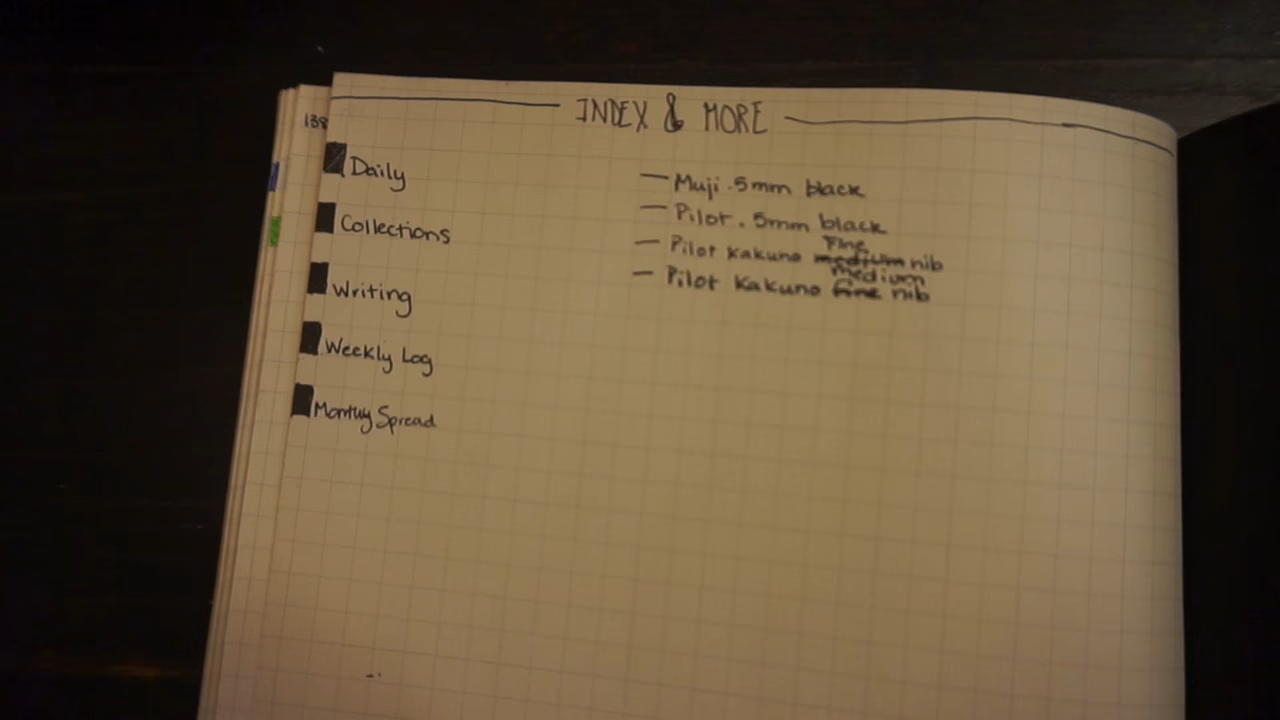 INDEX & MORE
138
Daily
Collections
Writing
Weekly Log
Monthly Spread
— Muji .5mm black
— Pilot .5mm black
— Pilot Kakuno medium Fine nib
— Pilot Kakuno fine Medium nib